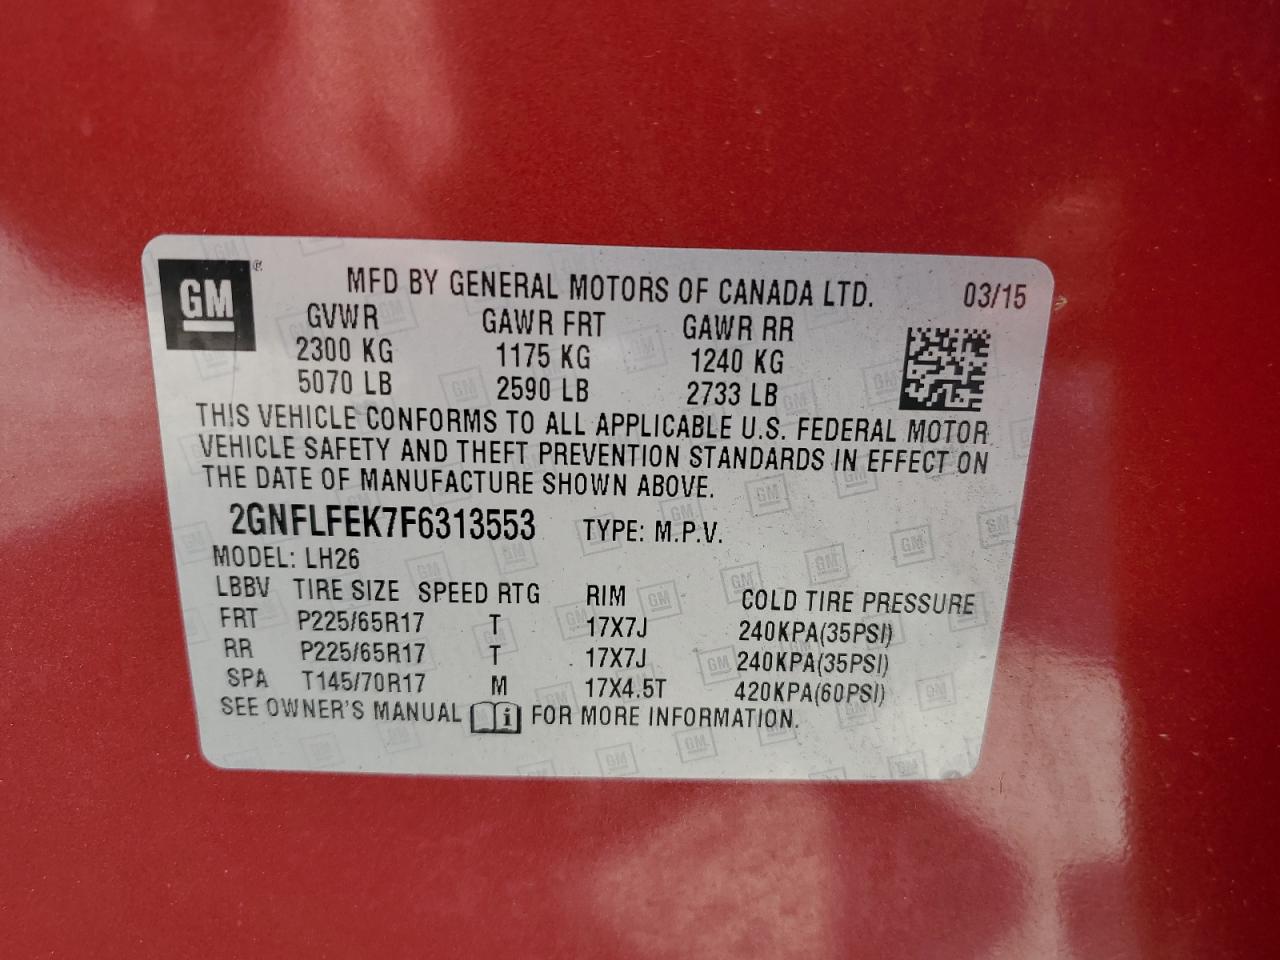 GM ® MFD BY GENERAL MOTORS OF CANADA LTD. 03/15
GVWR GAWR FRT GAWR RR
2300 KG 1175 KG 1240 KG
5070 LB 2590 LB 2733 LB
THIS VEHICLE CONFORMS TO ALL APPLICABLE U.S. FEDERAL MOTOR
VEHICLE SAFETY AND THEFT PREVENTION STANDARDS IN EFFECT ON
THE DATE OF MANUFACTURE SHOWN ABOVE.
2GNFLFEK7F6313553 TYPE: M.P.V.
MODEL: LH26
LBBV TIRE SIZE SPEED RTG RIM COLD TIRE PRESSURE
FRT P225/65R17 T 17X7J 240KPA(35PSI)
RR P225/65R17 T 17X7J 240KPA(35PSI)
SPA T145/70R17 M 17X4.5T 420KPA(60PSI)
SEE OWNER'S MANUAL i FOR MORE INFORMATION.